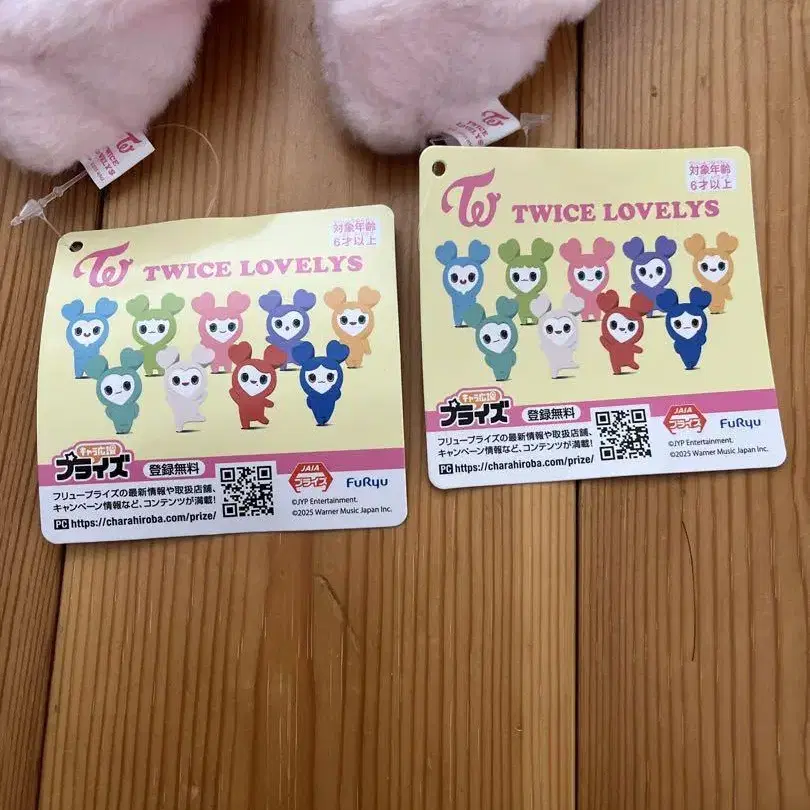 TWICE
LOVELYS
TWICE
LOVELYS
対象年齢
6才以上
TWICE LOVELYS
キャラ広場
プライズ
登録無料
フリュープライズの最新情報や取扱店舗、
キャンペーン情報など、コンテンツが満載!
PC https://charahiroba.com/prize/
JAIA
プライズ
FuRyu
©JYP Entertainment.
©2025 Warner Music Japan Inc.
対象年齢
6才以上
TWICE LOVELYS
キャラ広場
プライズ
登録無料
フリュープライズの最新情報や取扱店舗、
キャンペーン情報など、コンテンツが満載!
PC https://charahiroba.com/prize/
JAIA
プライズ
FuRyu
©JYP Entertainment.
©2025 Warner Music Japan Inc.